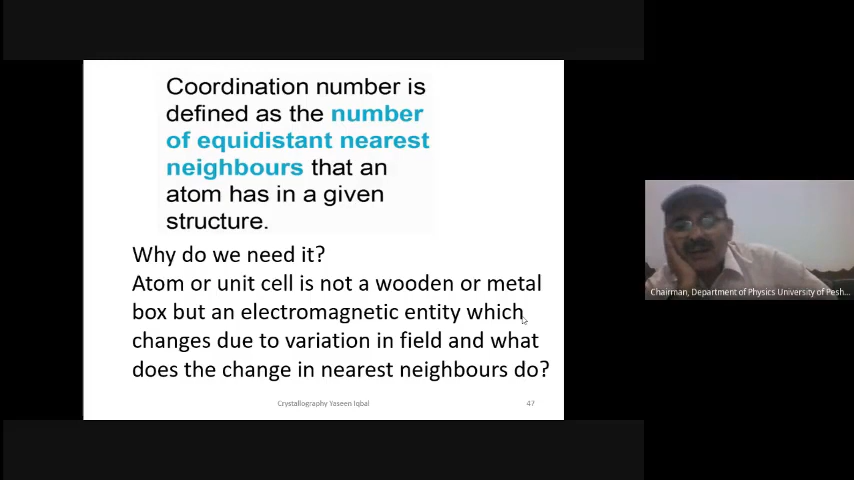 Coordination number is
defined as the number
of equidistant nearest
neighbours that an
atom has in a given
structure.
Why do we need it?
Atom or unit cell is not a wooden or metal
box but an electromagnetic entity which
changes due to variation in field and what
does the change in nearest neighbours do?
Crystallography Yaseen Iqbal
47
Chairman, Department of Physics University of Pesh...